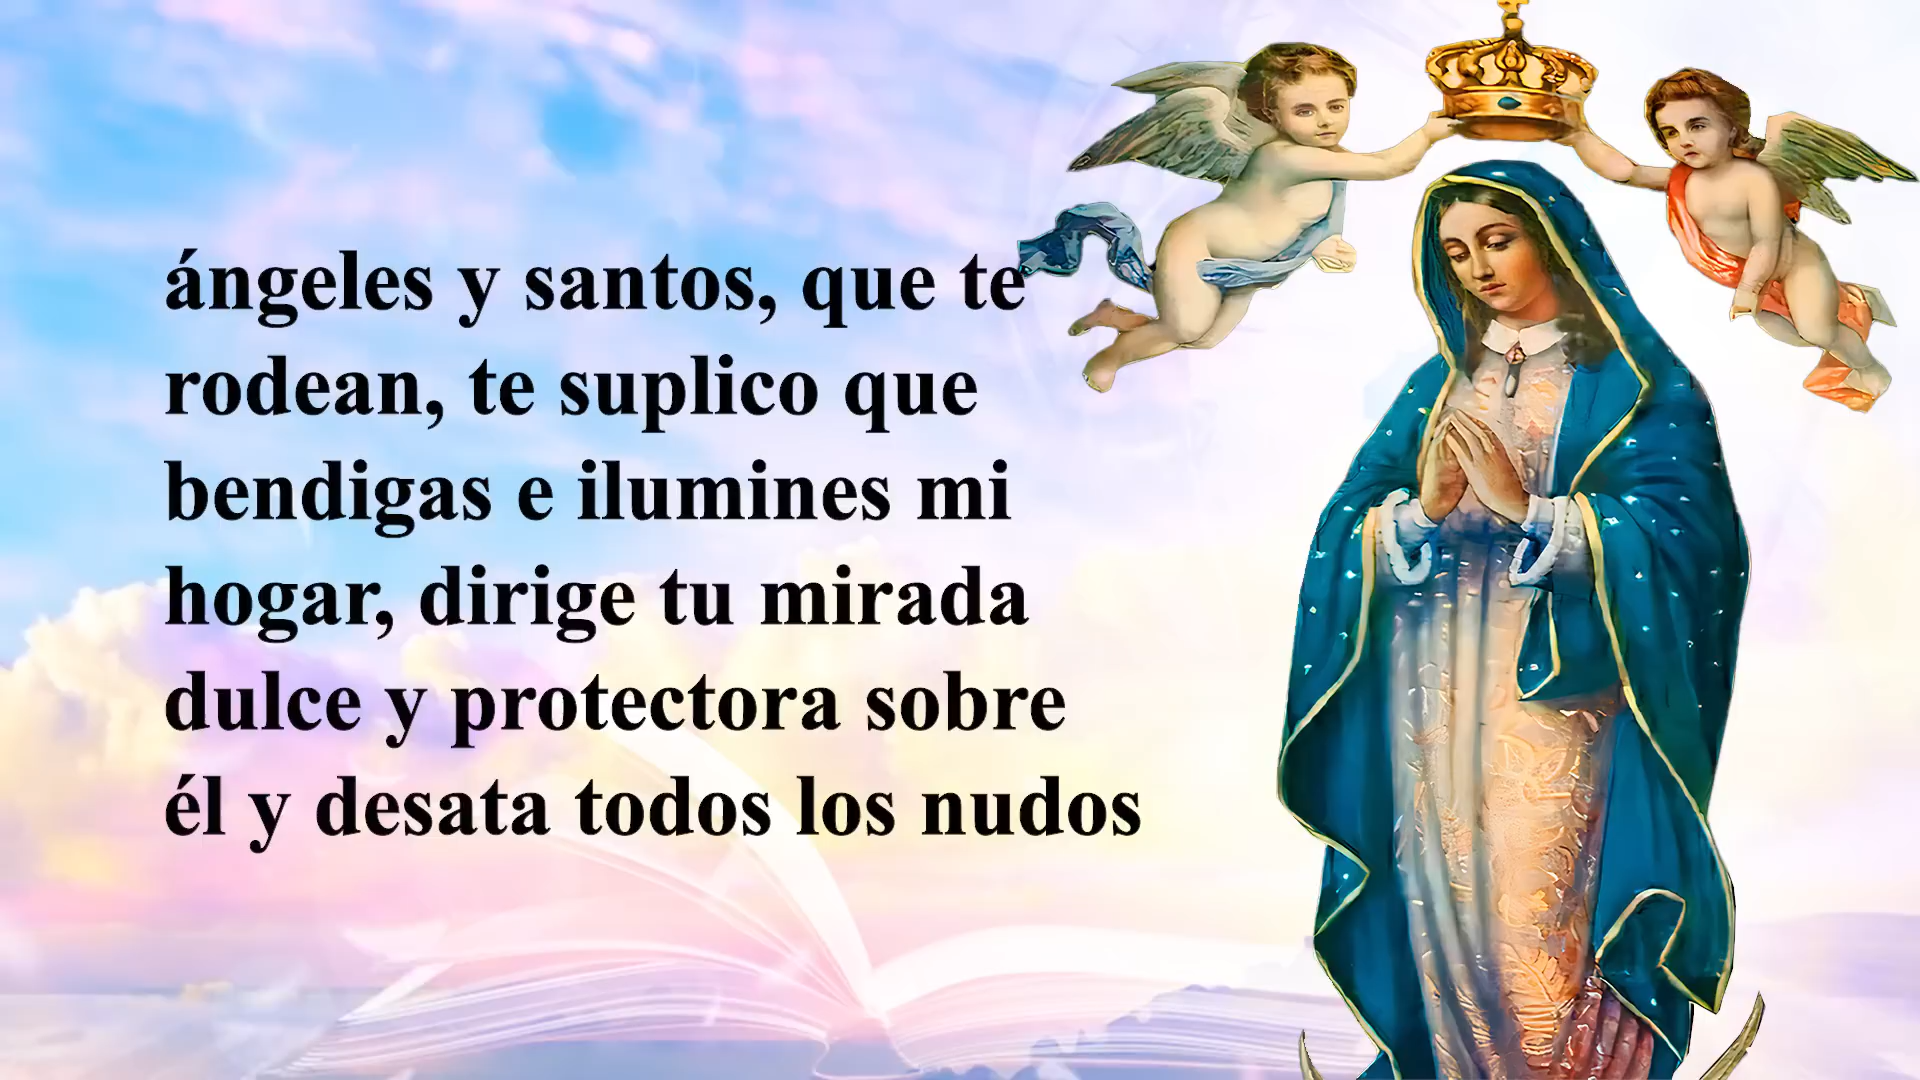 ángeles y santos, que te
rodean, te suplico que
bendigas e ilumines mi
hogar, dirige tu mirada
dulce y protectora sobre
él y desata todos los nudos